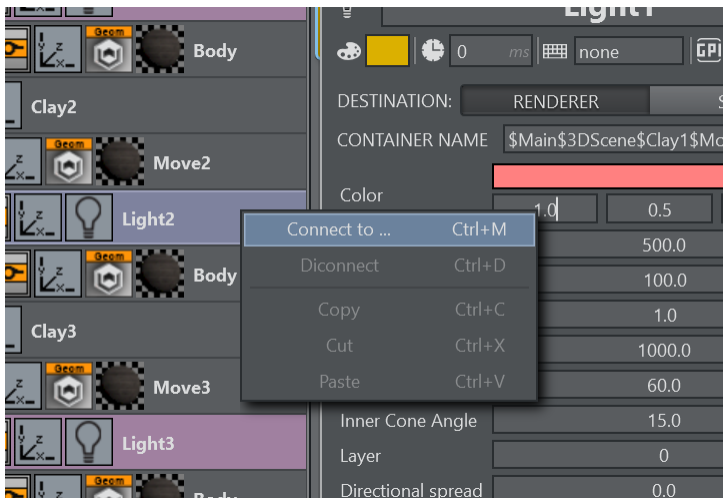 Light1
Geom
Body
0 ms
none
GPI
Clay2
DESTINATION:
RENDERER
CONTAINER NAME
$Main$3DScene$Clay1$Mo
Geom
Move2
Color
1.0
0.5
Light2
Connect to ... Ctrl+M
500.0
Diconnect Ctrl+D
Geom
Body
100.0
Copy Ctrl+C
1.0
Clay3
Cut Ctrl+X
1000.0
Geom
Move3
Paste Ctrl+V
60.0
Inner Cone Angle
15.0
Light3
Layer
0
Geom
Body
Directional spread
0.0